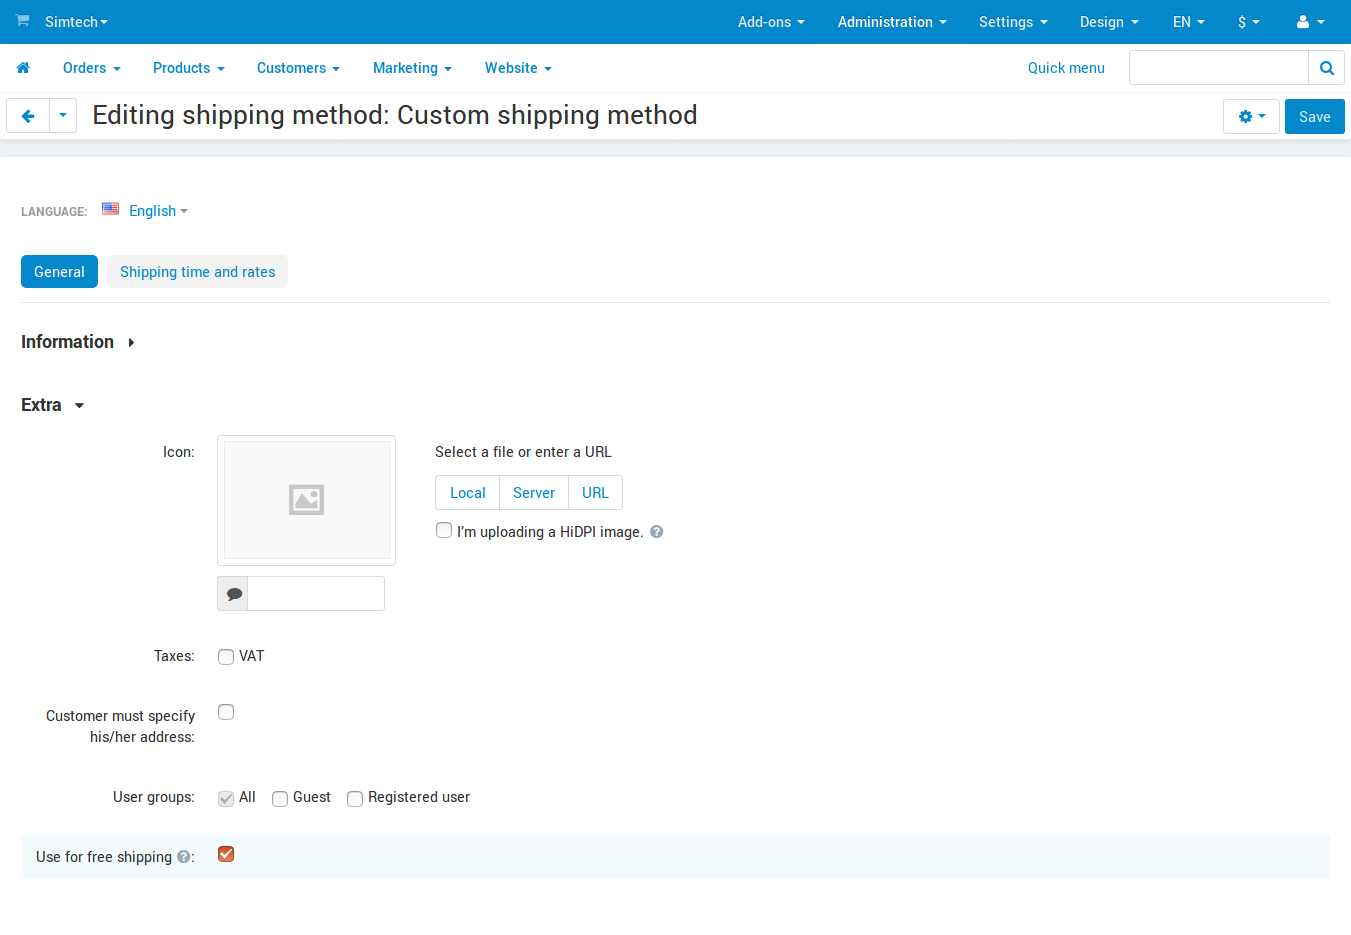 Simtech Add-ons Administration Settings Design EN $
Orders Products Customers Marketing Website Quick menu
Editing shipping method: Custom shipping method Save
LANGUAGE: English
General Shipping time and rates
Information
Extra
Icon: Select a file or enter a URL
Local Server URL
I'm uploading a HiDPI image. ?
Taxes: VAT
Customer must specify
his/her address:
User groups: All Guest Registered user
Use for free shipping ?: